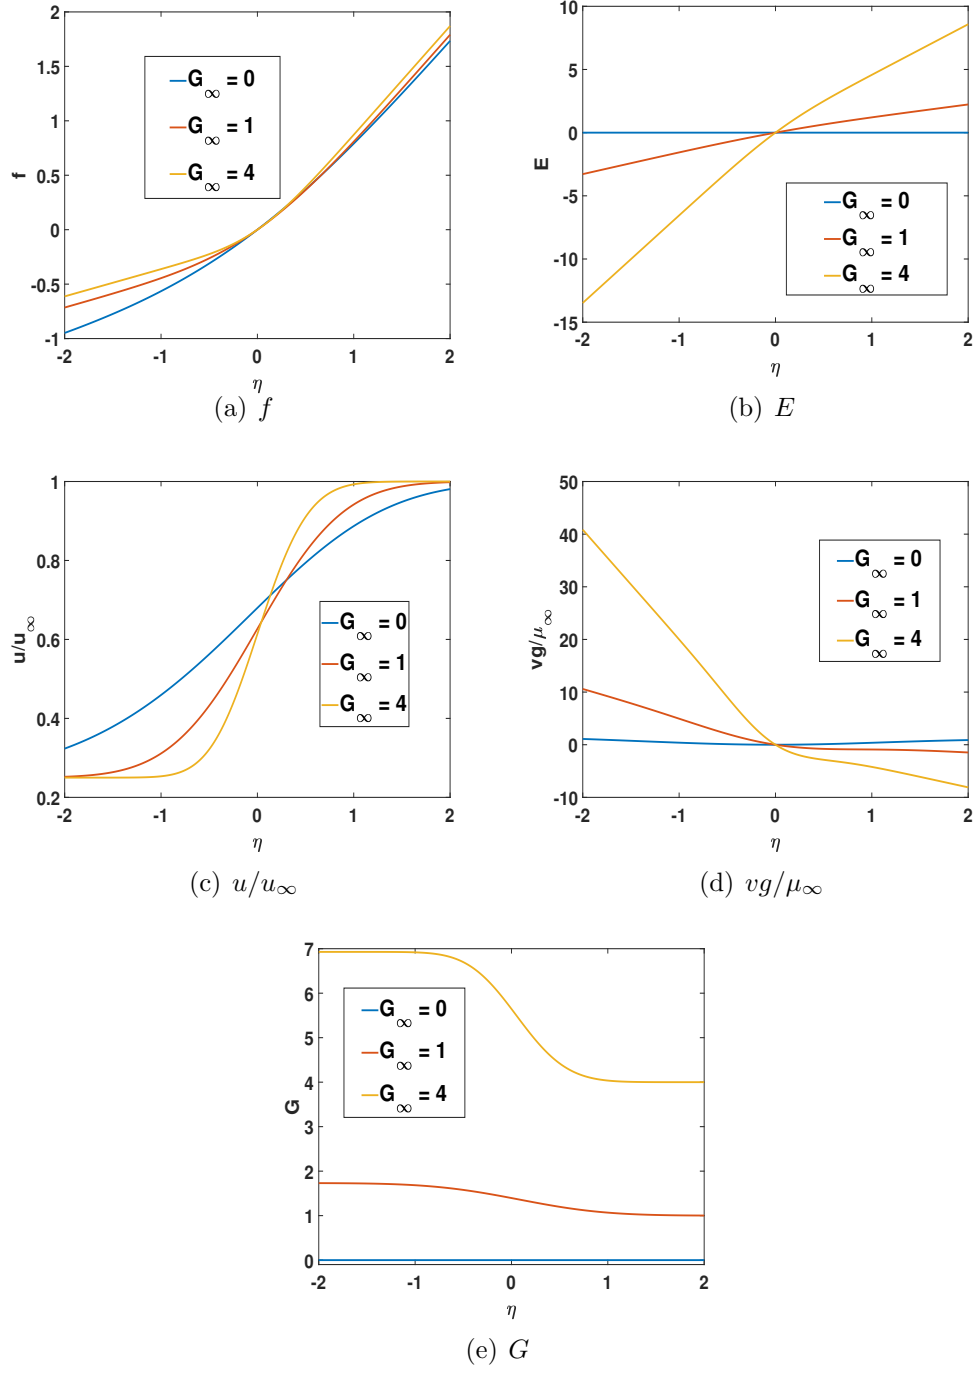 2
1.5
1
0.5
0
-0.5
-1
f
G∞ = 0
G∞ = 1
G∞ = 4
-2 -1 0 1 2
η
(a) f
10
5
0
-5
-10
-15
E
G∞ = 0
G∞ = 1
G∞ = 4
-2 -1 0 1 2
η
(b) E
1
0.8
0.6
0.4
0.2
u/u∞
G∞ = 0
G∞ = 1
G∞ = 4
-2 -1 0 1 2
η
(c) u/u∞
50
40
30
20
10
0
-10
vg/μ∞
G∞ = 0
G∞ = 1
G∞ = 4
-2 -1 0 1 2
η
(d) vg/μ∞
7
6
5
4
3
2
1
0
G
G∞ = 0
G∞ = 1
G∞ = 4
-2 -1 0 1 2
η
(e) G